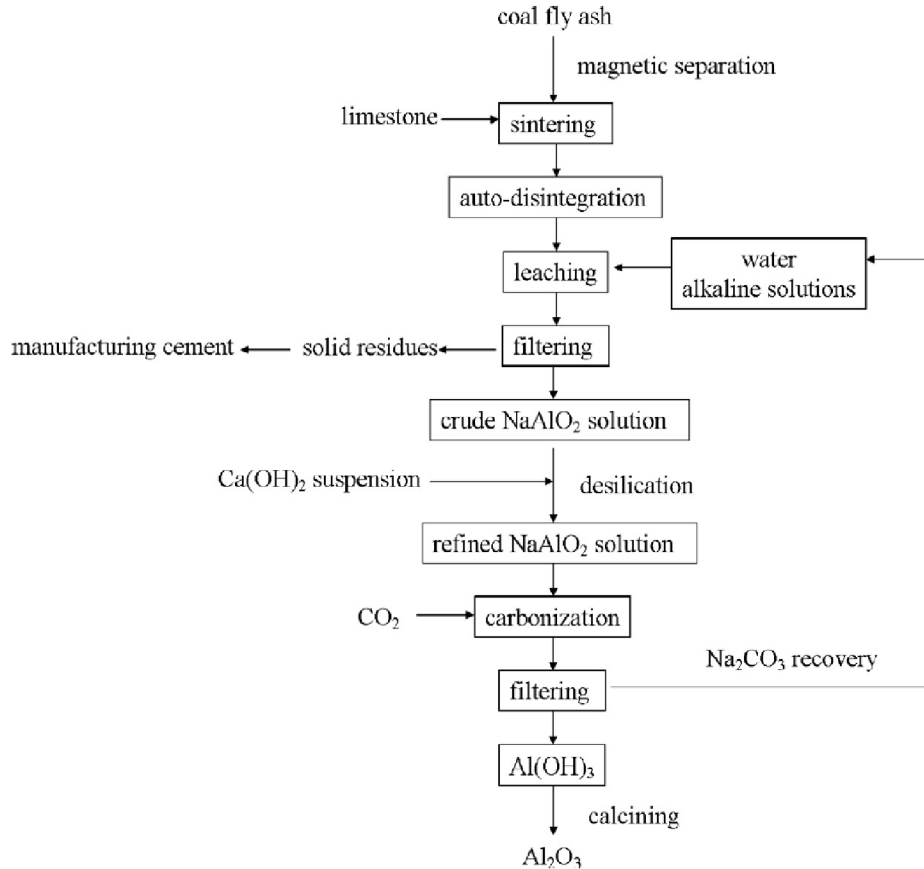 coal fly ash
magnetic separation
limestone
sintering
auto-disintegration
leaching
water
alkaline solutions
manufacturing cement
solid residues
filtering
crude NaAlO₂ solution
Ca(OH)₂ suspension
desilication
refined NaAlO₂ solution
CO₂
carbonization
Na₂CO₃ recovery
filtering
Al(OH)₃
calcining
Al₂O₃